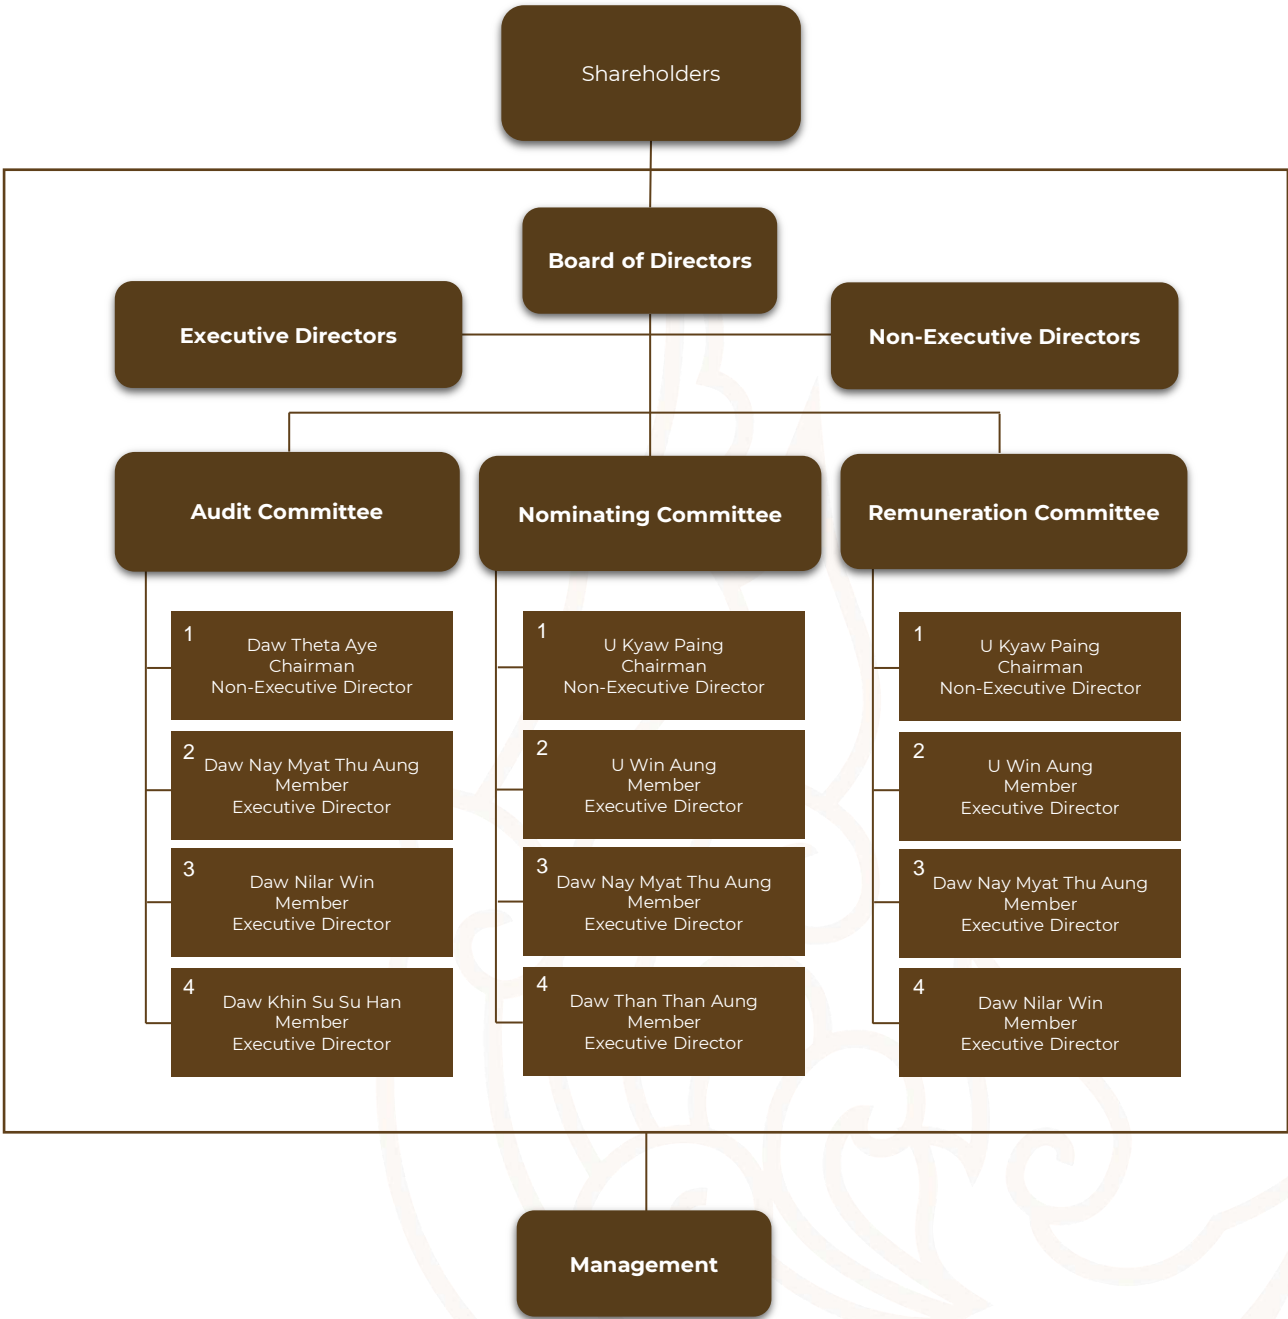 Shareholders
Board of Directors
Executive Directors
Non-Executive Directors
Audit Committee
Nominating Committee
Remuneration Committee
1
Daw Theta Aye
Chairman
Non-Executive Director
2
Daw Nay Myat Thu Aung
Member
Executive Director
3
Daw Nilar Win
Member
Executive Director
4
Daw Khin Su Su Han
Member
Executive Director
1
U Kyaw Paing
Chairman
Non-Executive Director
2
U Win Aung
Member
Executive Director
3
Daw Nay Myat Thu Aung
Member
Executive Director
4
Daw Than Than Aung
Member
Executive Director
1
U Kyaw Paing
Chairman
Non-Executive Director
2
U Win Aung
Member
Executive Director
3
Daw Nay Myat Thu Aung
Member
Executive Director
4
Daw Nilar Win
Member
Executive Director
Management